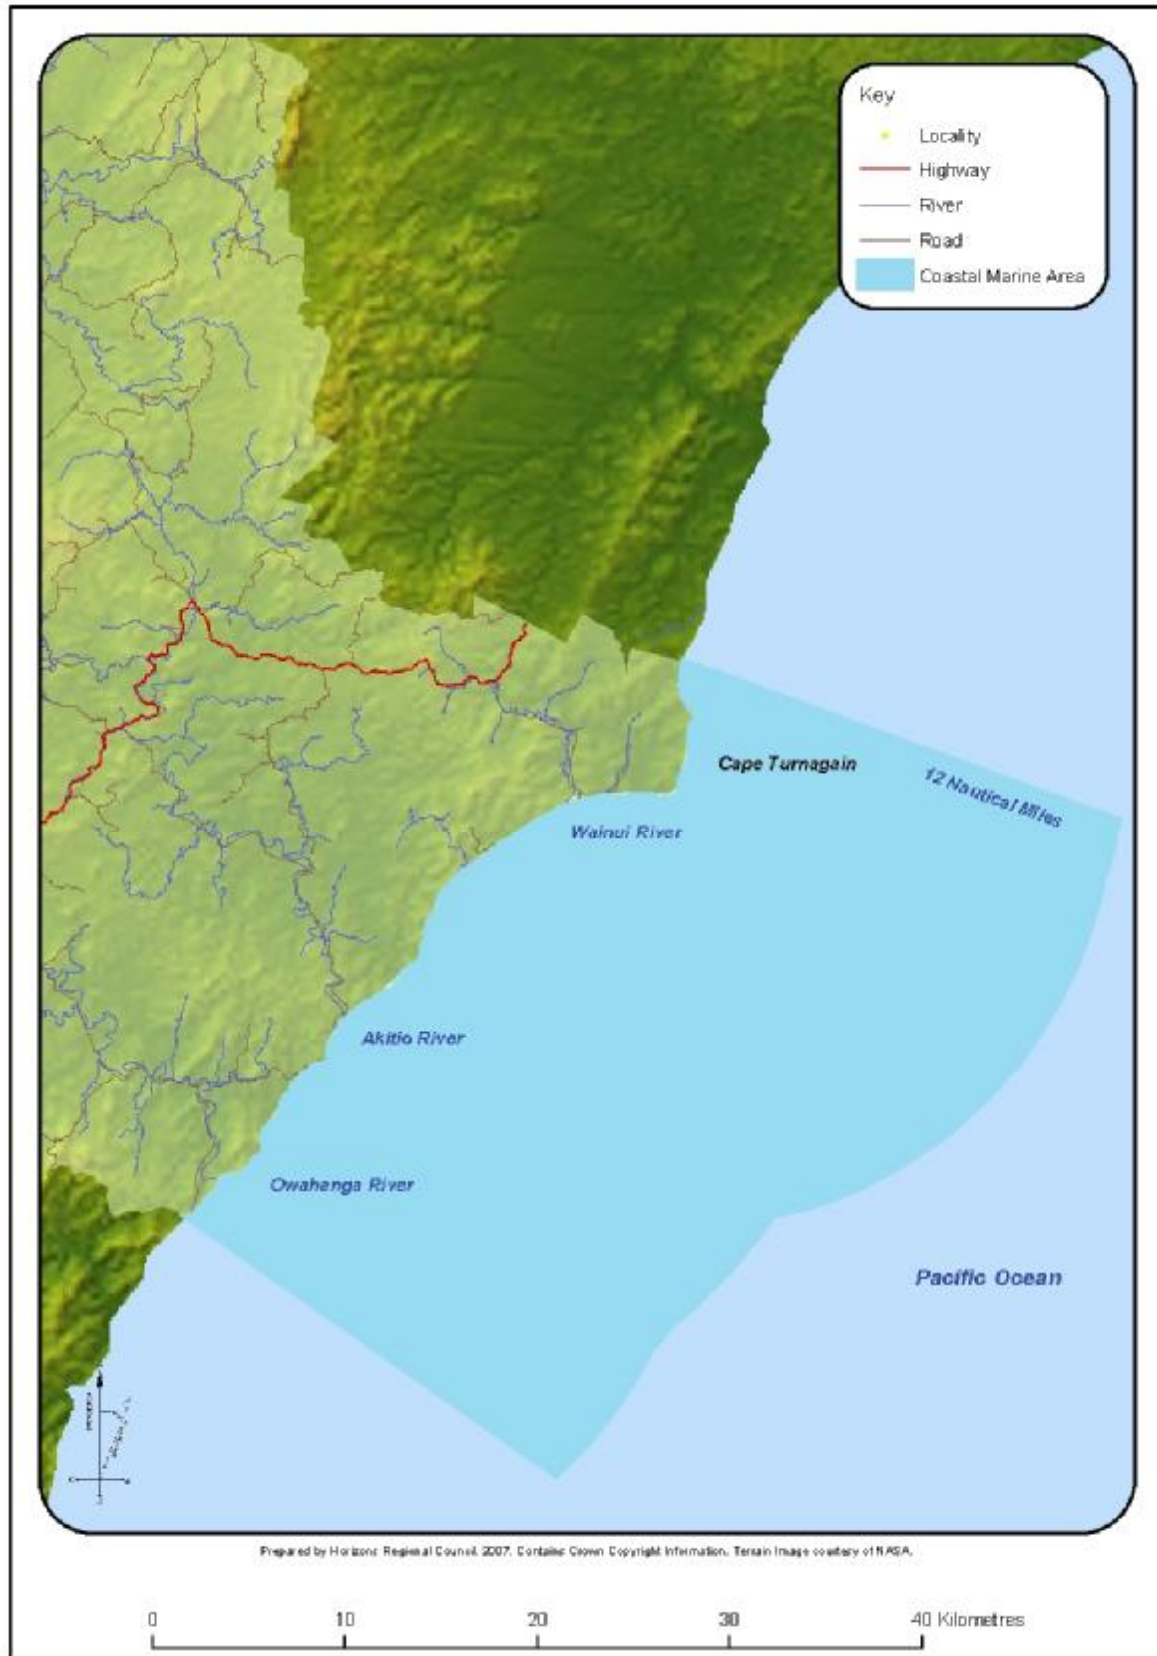 Key
Locality
Highway
River
Road
Coastal Marine Area
Cape Turnagain
12 Nautical Miles
Wainui River
Akitio River
Owahanga River
Pacific Ocean
Prepared by Horizons Regional Council 2007. Contains Crown Copyright Information. Terrain Image courtesy of NASA.
0 10 20 30 40 Kilometres